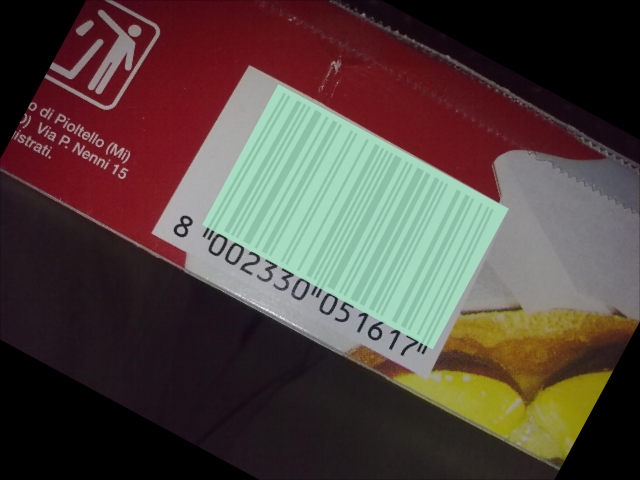 o di Pioltello (Mi)
) Via P. Nenni 15
istrati.
8 "002330"051617"